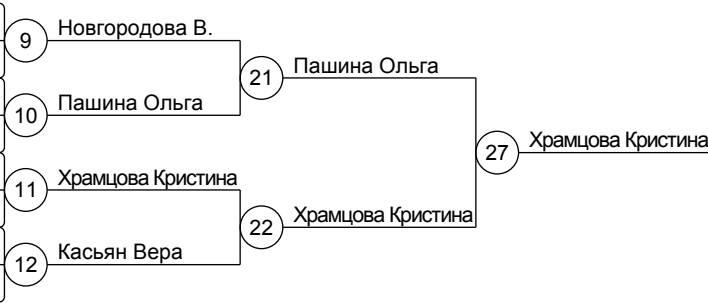 9
Новгородова В.
21
Пашина Ольга
10
Пашина Ольга
27
Храмцова Кристина
11
Храмцова Кристина
22
Храмцова Кристина
12
Касьян Вера